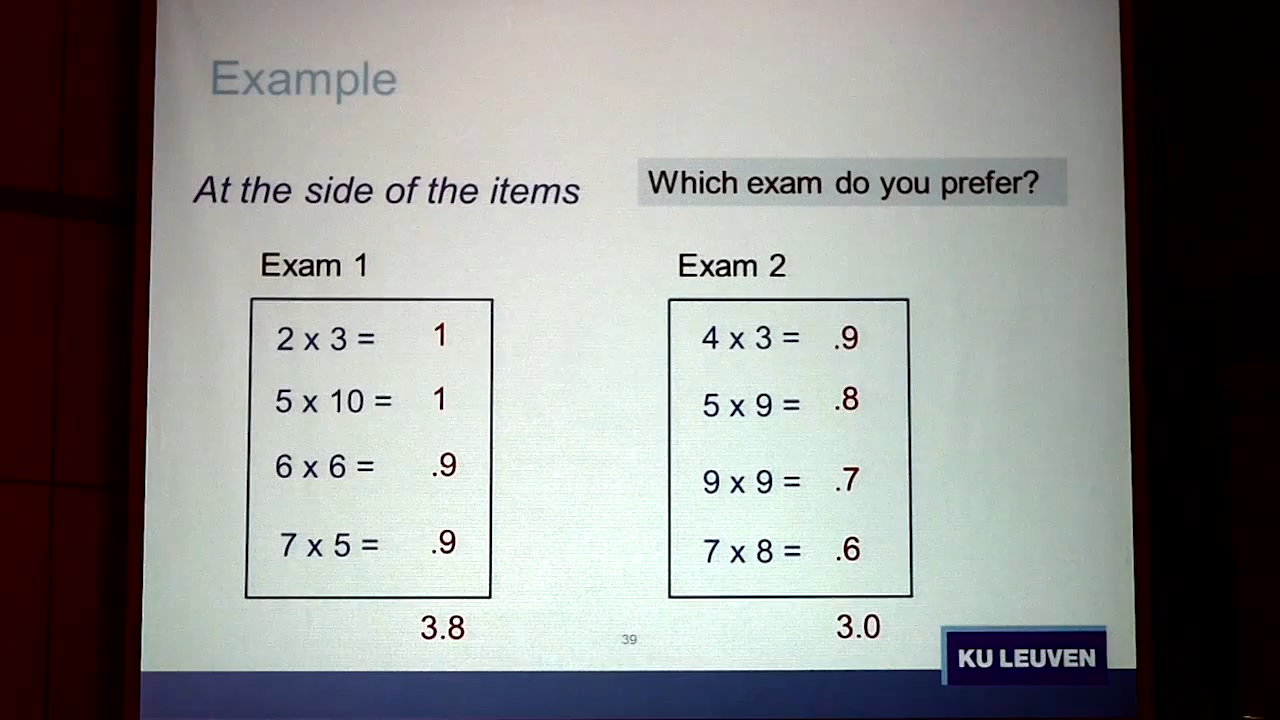 Example
At the side of the items
Which exam do you prefer?
Exam 1
2 x 3 = 1
5 x 10 = 1
6 x 6 = .9
7 x 5 = .9
3.8
Exam 2
4 x 3 = .9
5 x 9 = .8
9 x 9 = .7
7 x 8 = .6
3.0
39
KU LEUVEN